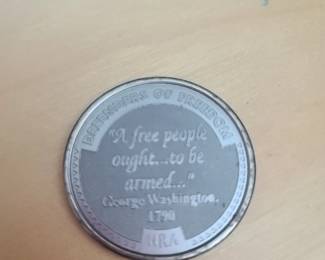 DEFENDERS OF FREEDOM
"A free people
ought...to be
armed..."
George Washington,
1790
NRA